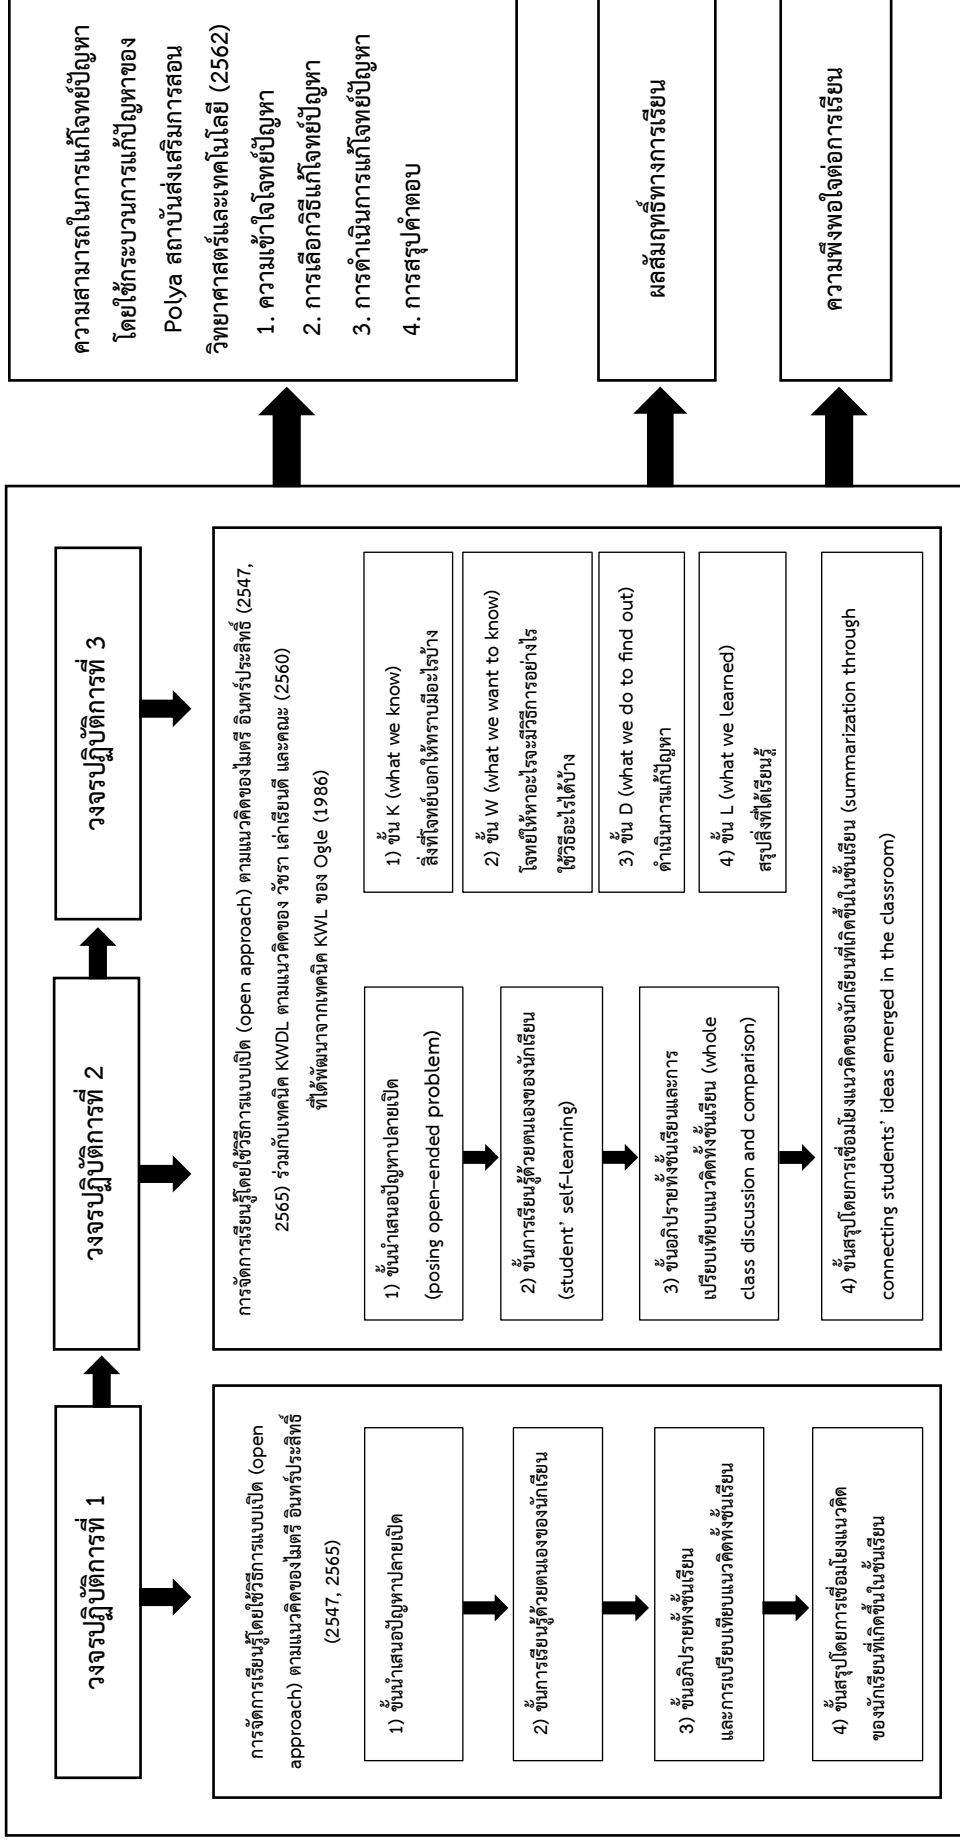 วงจรปฏิบัติการที่ 1
วงจรปฏิบัติการที่ 2
วงจรปฏิบัติการที่ 3
การจัดการเรียนรู้โดยใช้วิธีการแบบเปิด (open
approach) ตามแนวคิดของไมตรี อินทร์ประสิทธิ์
(2547, 2565)
1) ขั้นนำเสนอปัญหาปลายเปิด
2) ขั้นการเรียนรู้ด้วยตนเองของนักเรียน
3) ขั้นอภิปรายทั้งชั้นเรียน
และการเปรียบเทียบแนวคิดทั้งชั้นเรียน
4) ขั้นสรุปโดยการเชื่อมโยงแนวคิด
ของนักเรียนที่เกิดขึ้นในชั้นเรียน
การจัดการเรียนรู้โดยใช้วิธีการแบบเปิด (open approach) ตามแนวคิดของไมตรี อินทร์ประสิทธิ์ (2547,
2565) ร่วมกับเทคนิค KWDL ตามแนวคิดของ วัชรา เล่าเรียนดี และคณะ (2560)
ที่ได้พัฒนาจากเทคนิค KWL ของ Ogle (1986)
1) ขั้นนำเสนอปัญหาปลายเปิด
(posing open-ended problem)
2) ขั้นการเรียนรู้ด้วยตนเองของนักเรียน
(student' self-learning)
3) ขั้นอภิปรายทั้งชั้นเรียนและการ
เปรียบเทียบแนวคิดทั้งชั้นเรียน (whole
class discussion and comparison)
1) ขั้น K (what we know)
สิ่งที่โจทย์บอกให้ทราบมีอะไรบ้าง
2) ขั้น W (what we want to know)
โจทย์ให้หาอะไรจะมีวิธีการอย่างไร
ใช้วิธีอะไรได้บ้าง
3) ขั้น D (what we do to find out)
ดำเนินการแก้ปัญหา
4) ขั้น L (what we learned)
สรุปสิ่งที่ได้เรียนรู้
4) ขั้นสรุปโดยการเชื่อมโยงแนวคิดของนักเรียนที่เกิดขึ้นในชั้นเรียน (summarization through
connecting students' ideas emerged in the classroom)
ความสามารถในการแก้โจทย์ปัญหา
โดยใช้กระบวนการแก้ปัญหาของ
Polya สถาบันส่งเสริมการสอน
วิทยาศาสตร์และเทคโนโลยี (2562)
1. ความเข้าใจโจทย์ปัญหา
2. การเลือกวิธีแก้โจทย์ปัญหา
3. การดำเนินการแก้โจทย์ปัญหา
4. การสรุปคำตอบ
ผลสัมฤทธิ์ทางการเรียน
ความพึงพอใจต่อการเรียน